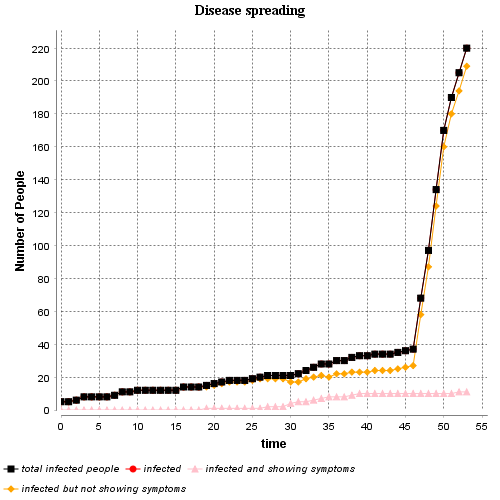 Disease spreading
220
200
180
160
140
120
100
80
60
40
20
0
Number of People
0 5 10 15 20 25 30 35 40 45 50 55
time
total infected people infected infected and showing symptoms
infected but not showing symptoms